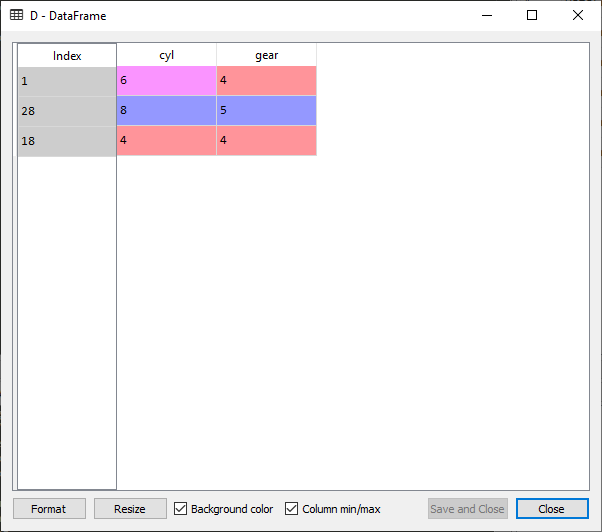 D - DataFrame
Index cyl gear
1 6 4
28 8 5
18 4 4
Format Resize Background color Column min/max Save and Close Close